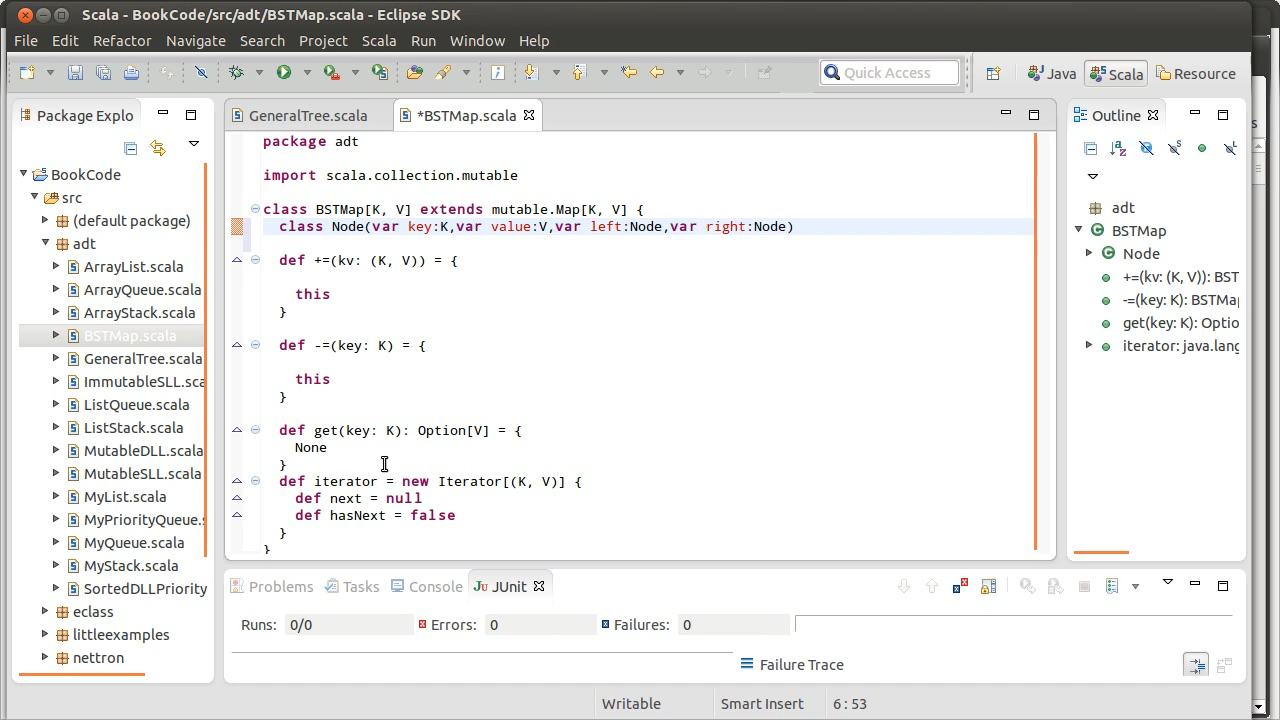 Scala - BookCode/src/adt/BSTMap.scala - Eclipse SDK
File Edit Refactor Navigate Search Project Scala Run Window Help
Quick Access
Java
Scala
Resource
Package Explo
BookCode
src
(default package)
adt
ArrayList.scala
ArrayQueue.scala
ArrayStack.scala
BSTMap.scala
GeneralTree.scala
ImmutableSLL.sca
ListQueue.scala
ListStack.scala
MutableDLL.scala
MutableSLL.scala
MyList.scala
MyPriorityQueue.s
MyQueue.scala
MyStack.scala
SortedDLLPriority
eclass
littleexamples
nettron
GeneralTree.scala
*BSTMap.scala
package adt
import scala.collection.mutable
class BSTMap[K, V] extends mutable.Map[K, V] {
class Node(var key:K,var value:V,var left:Node,var right:Node)
def +=(kv: (K, V)) = {
this
}
def -=(key: K) = {
this
}
def get(key: K): Option[V] = {
None
}
def iterator = new Iterator[(K, V)] {
def next = null
def hasNext = false
}
}
Outline
adt
BSTMap
Node
+=(kv: (K, V)): BST
-=(key: K): BSTMa
get(key: K): Optio
iterator: java.lang
Problems
Tasks
Console
JUnit
Runs: 0/0
Errors: 0
Failures: 0
Failure Trace
Writable
Smart Insert
6 : 53